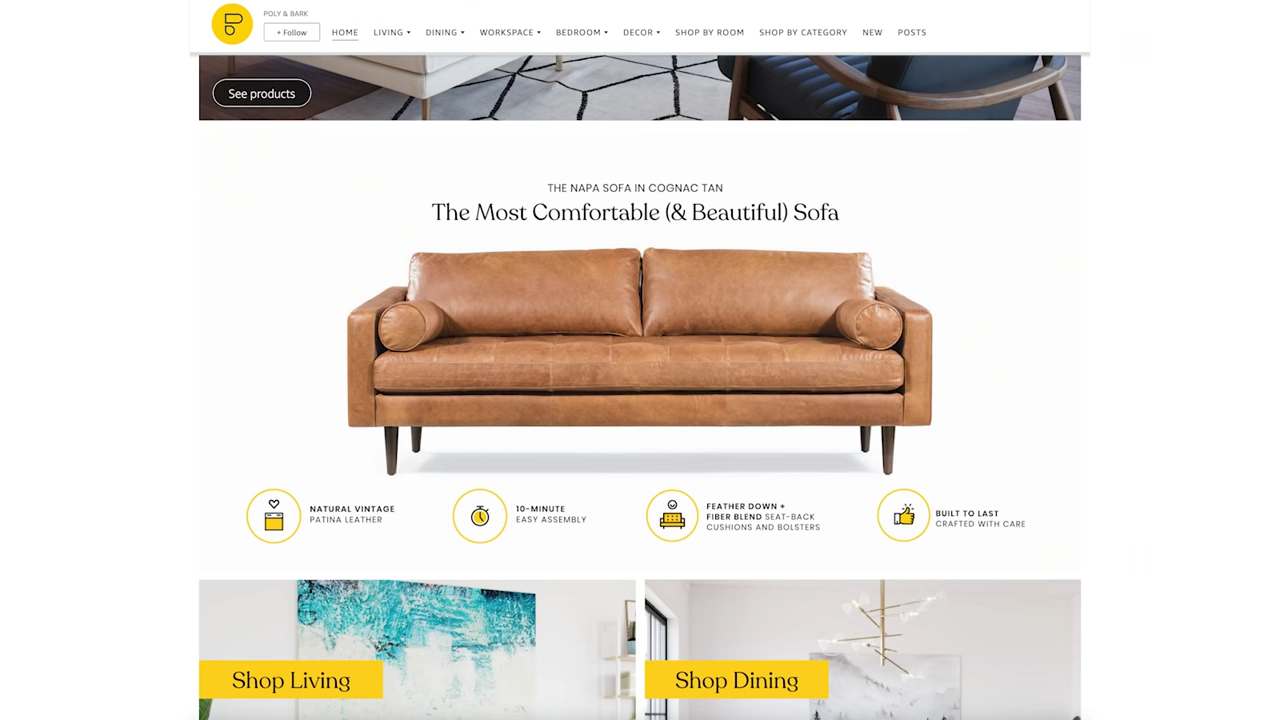 POLY & BARK
+ Follow
HOME LIVING DINING WORKSPACE BEDROOM DECOR SHOP BY ROOM SHOP BY CATEGORY NEW POSTS
See products
THE NAPA SOFA IN COGNAC TAN
The Most Comfortable (& Beautiful) Sofa
NATURAL VINTAGE
PATINA LEATHER
10-MINUTE
EASY ASSEMBLY
FEATHER DOWN +
FIBER BLEND SEAT-BACK
CUSHIONS AND BOLSTERS
BUILT TO LAST
CRAFTED WITH CARE
Shop Living
Shop Dining